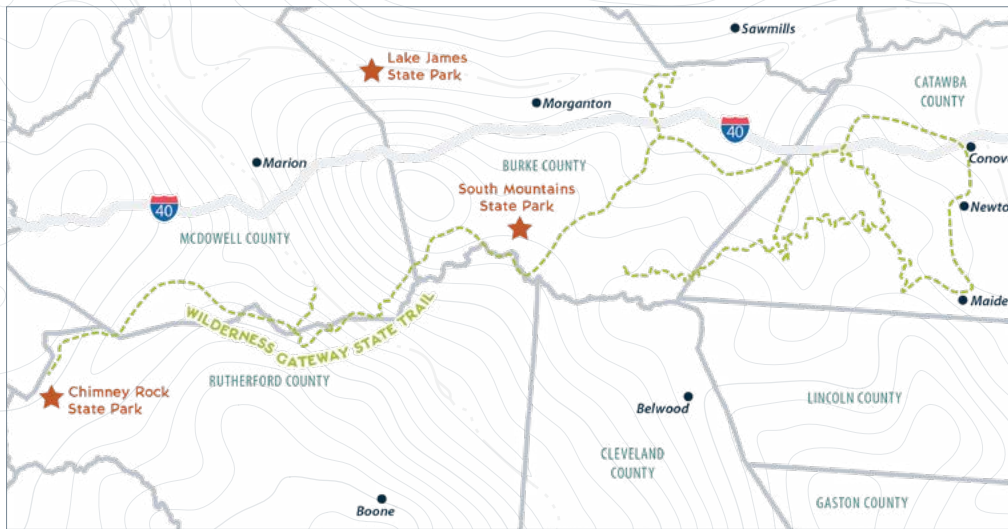 Sawmills
Lake James
State Park
CATAWBA
COUNTY
Morganton
40
Conov
Marion
BURKE COUNTY
South Mountains
State Park
40
Newto
MCDOWELL COUNTY
Maide
WILDERNESS GATEWAY STATE TRAIL
RUTHERFORD COUNTY
Chimney Rock
State Park
Belwood
LINCOLN COUNTY
CLEVELAND
COUNTY
Boone
GASTON COUNTY